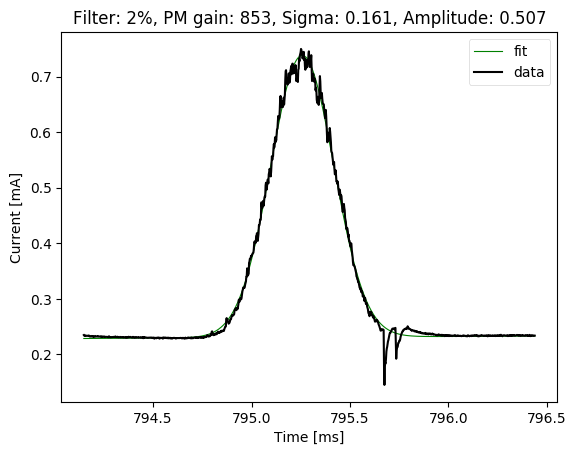 Filter: 2%, PM gain: 853, Sigma: 0.161, Amplitude: 0.507
fit
data
0.7
0.6
0.5
0.4
0.3
0.2
Current [mA]
794.5 795.0 795.5 796.0 796.5
Time [ms]